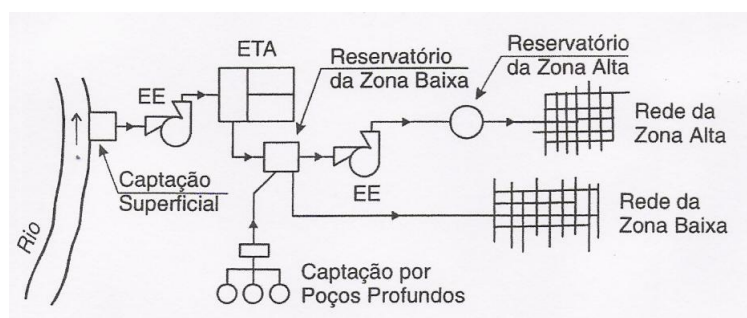 ETA
EE
Reservatório
da Zona Baixa
Reservatório
da Zona Alta
Rede da
Zona Alta
Captação
Superficial
EE
Rio
Rede da
Zona Baixa
Captação por
Poços Profundos